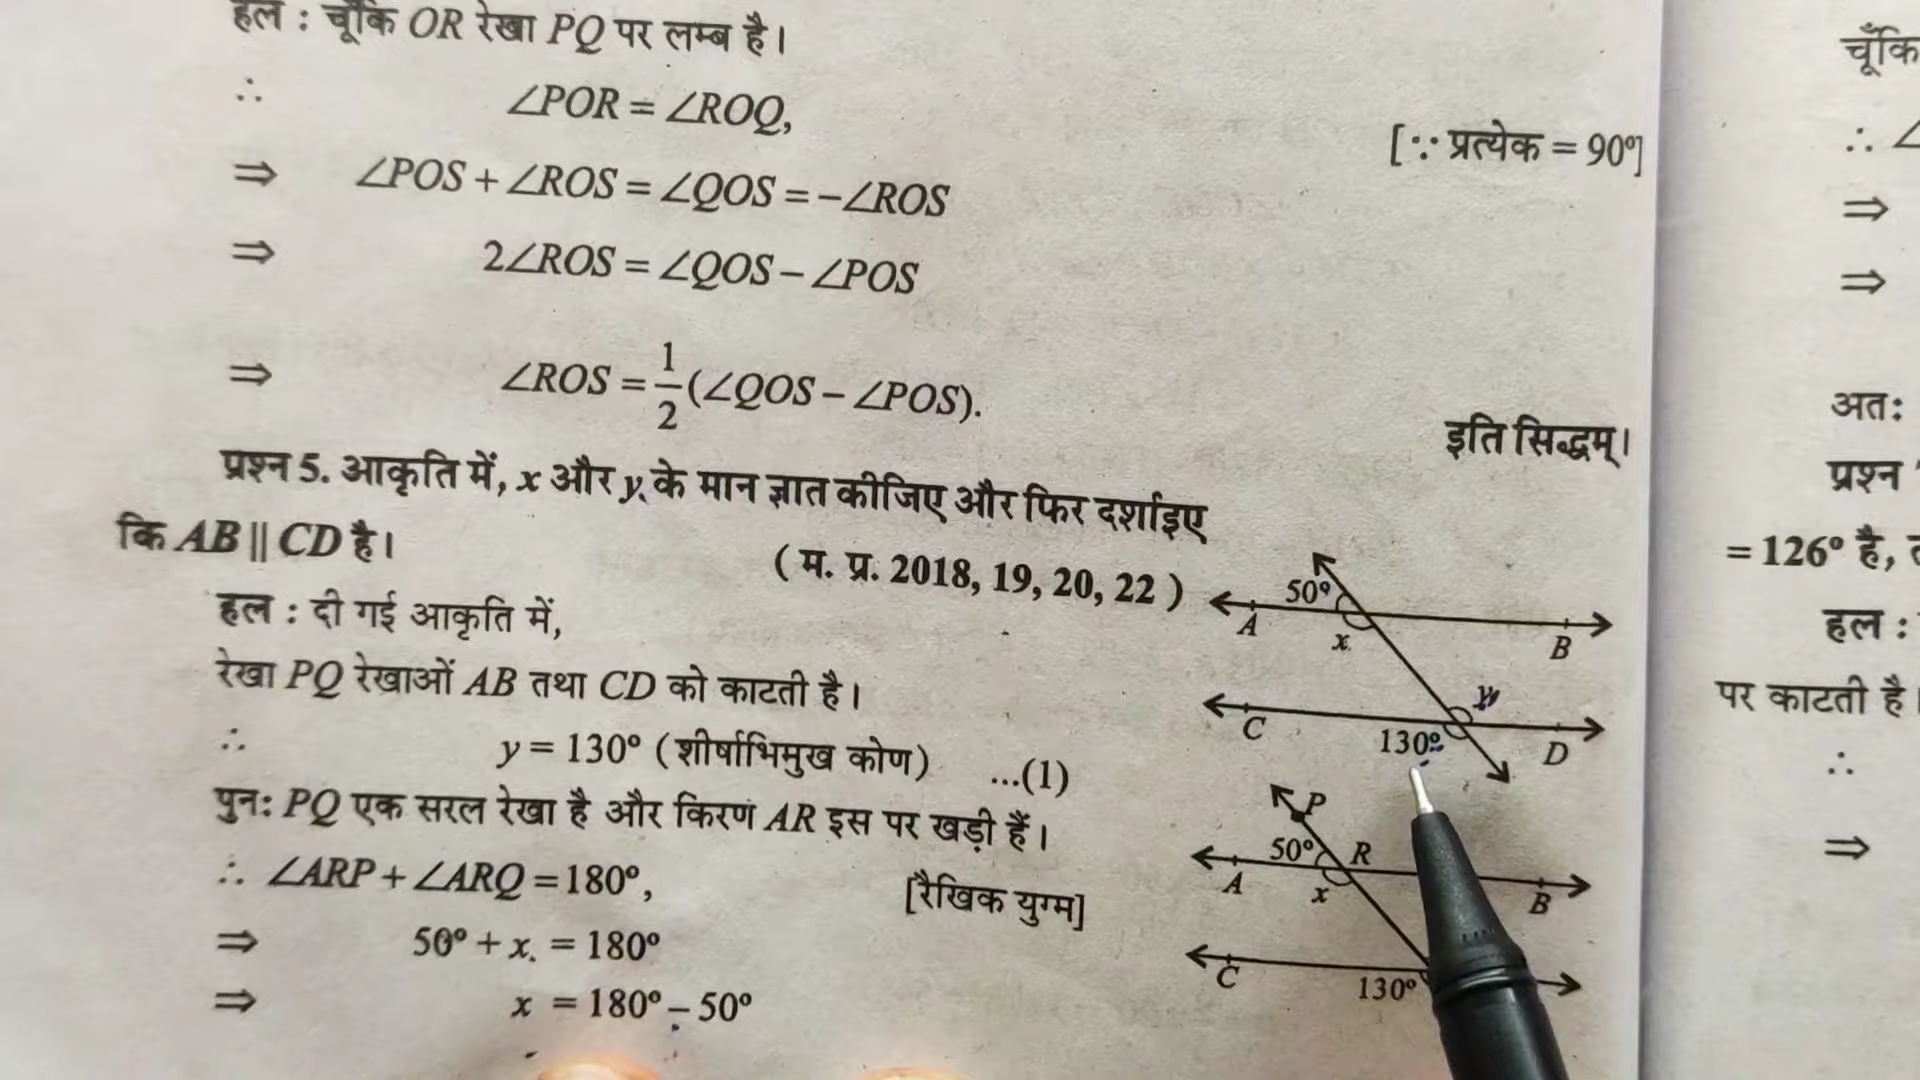 हल : चूँकि OR रेखा PQ पर लम्ब है।
∴ ∠POR = ∠ROQ, [∵ प्रत्येक = 90°]
⇒ ∠POS + ∠ROS = ∠QOS = –∠ROS
⇒ 2∠ROS = ∠QOS – ∠POS
⇒ ∠ROS = 1/2 (∠QOS – ∠POS).
इति सिद्धम्।
प्रश्न 5. आकृति में, x और y के मान ज्ञात कीजिए और फिर दर्शाइए
कि AB || CD है।
( म. प्र. 2018, 19, 20, 22 )
हल : दी गई आकृति में,
रेखा PQ रेखाओं AB तथा CD को काटती है।
∴ y = 130° (शीर्षाभिमुख कोण) ...(1)
पुनः PQ एक सरल रेखा है और किरण AR इस पर खड़ी हैं।
∴ ∠ARP + ∠ARQ = 180°, [रैखिक युग्म]
⇒ 50° + x = 180°
⇒ x = 180° – 50°
50°
A
x
B
y
C
130°
D
P
50°
R
A
x
B
C
130°
चूँकि
∴ ∠
⇒
⇒
अतः
प्रश्न
= 126° है,
हल :
पर काटती है।
∴
⇒